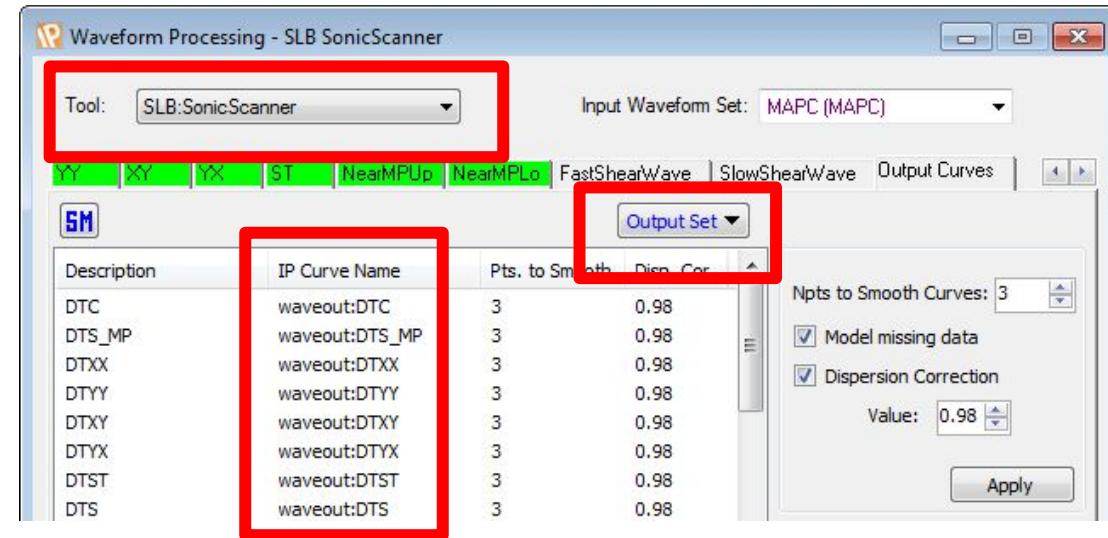 Waveform Processing - SLB SonicScanner
Tool: SLB:SonicScanner Input Waveform Set: MAPC (MAPC)
YY XY YX ST NearMPUp NearMPLo FastShearWave SlowShearWave Output Curves
SM Output Set
Description IP Curve Name Pts. to Smooth Disp. Cor
DTC waveout:DTC 3 0.98
DTS_MP waveout:DTS_MP 3 0.98
DTXX waveout:DTXX 3 0.98
DTYY waveout:DTYY 3 0.98
DTXY waveout:DTXY 3 0.98
DTYX waveout:DTYX 3 0.98
DTST waveout:DTST 3 0.98
DTS waveout:DTS 3 0.98
Npts to Smooth Curves: 3
Model missing data
Dispersion Correction
Value: 0.98
Apply